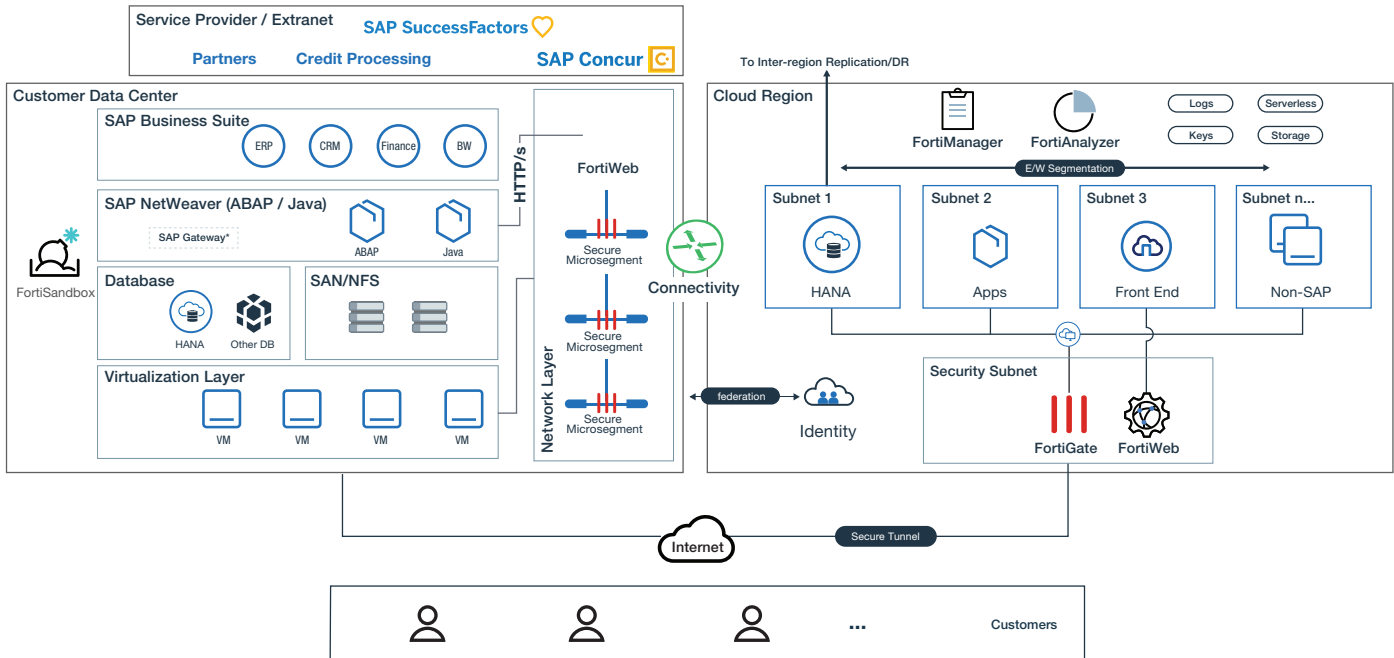 Service Provider / Extranet
SAP SuccessFactors
Partners
Credit Processing
SAP Concur
C·
Customer Data Center
SAP Business Suite
ERP
CRM
Finance
BW
SAP NetWeaver (ABAP / Java)
SAP Gateway*
ABAP
Java
HTTP/s
FortiSandbox
Database
HANA
Other DB
SAN/NFS
Virtualization Layer
VM
VM
VM
VM
Network Layer
FortiWeb
Secure
Microsegment
Secure
Microsegment
Secure
Microsegment
Connectivity
federation
To Inter-region Replication/DR
Cloud Region
FortiManager
FortiAnalyzer
Logs
Serverless
Keys
Storage
E/W Segmentation
Subnet 1
HANA
Subnet 2
Apps
Subnet 3
Front End
Subnet n...
Non-SAP
Identity
Security Subnet
FortiGate
FortiWeb
Internet
Secure Tunnel
...
Customers